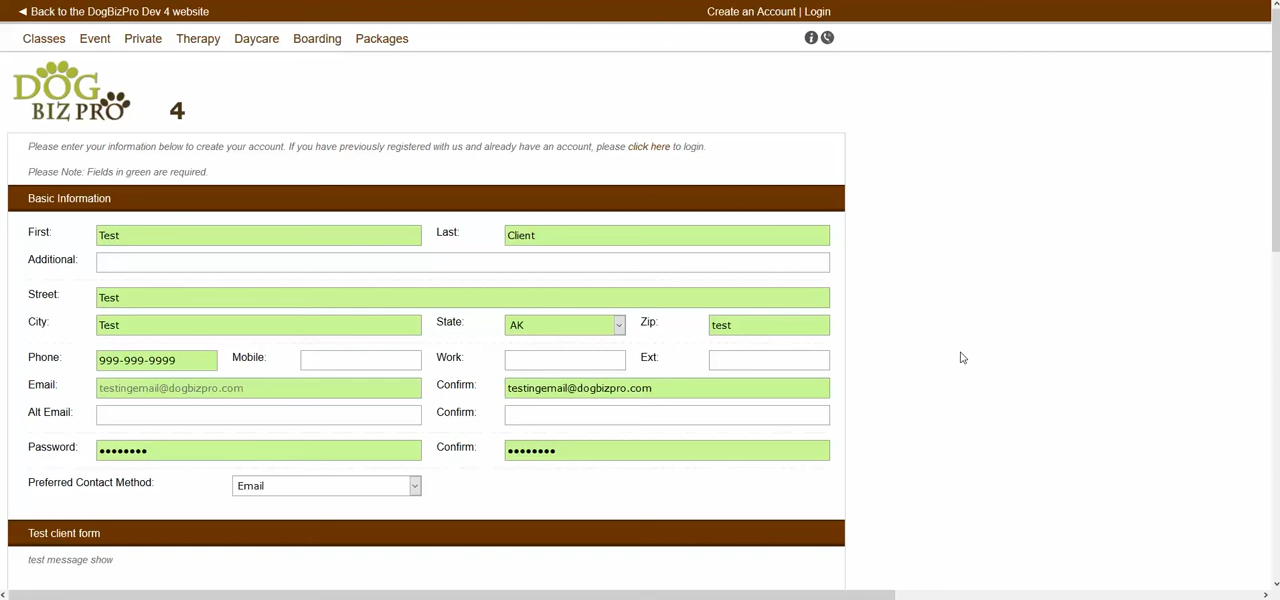 ◄ Back to the DogBizPro Dev 4 website Create an Account | Login
Classes Event Private Therapy Daycare Boarding Packages
DOG
BIZ PRO 4
Please enter your information below to create your account. If you have previously registered with us and already have an account, please click here to login.
Please Note: Fields in green are required.
Basic Information
First: Test Last: Client
Additional:
Street: Test
City: Test State: AK Zip: test
Phone: 999-999-9999 Mobile: Work: Ext:
Email: testingemail@dogbizpro.com Confirm: testingemail@dogbizpro.com
Alt Email: Confirm:
Password: •••••••• Confirm: ••••••••
Preferred Contact Method: Email
Test client form
test message show